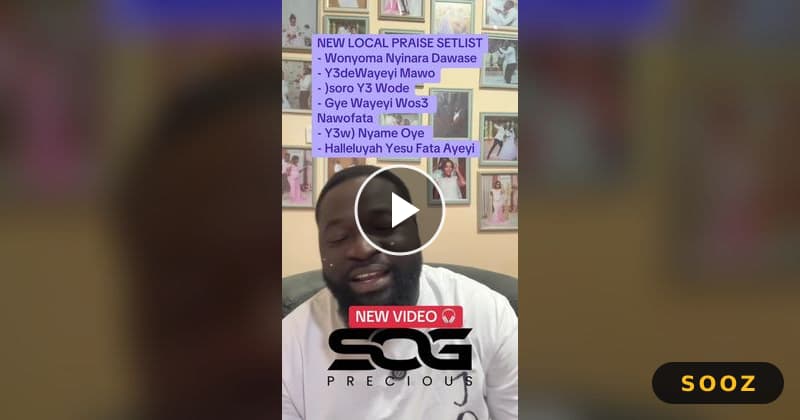 NEW LOCAL PRAISE SETLIST
- Wonyoma Nyinara Dawase
- Y3deWayeyi Mawo
- )soro Y3 Wode
- Gye Wayeyi Wos3
Nawofata
- Y3w) Nyame Oye
- Halleluyah Yesu Fata Ayeyi
NEW VIDEO
SOG
PRECIOUS
SOOZ